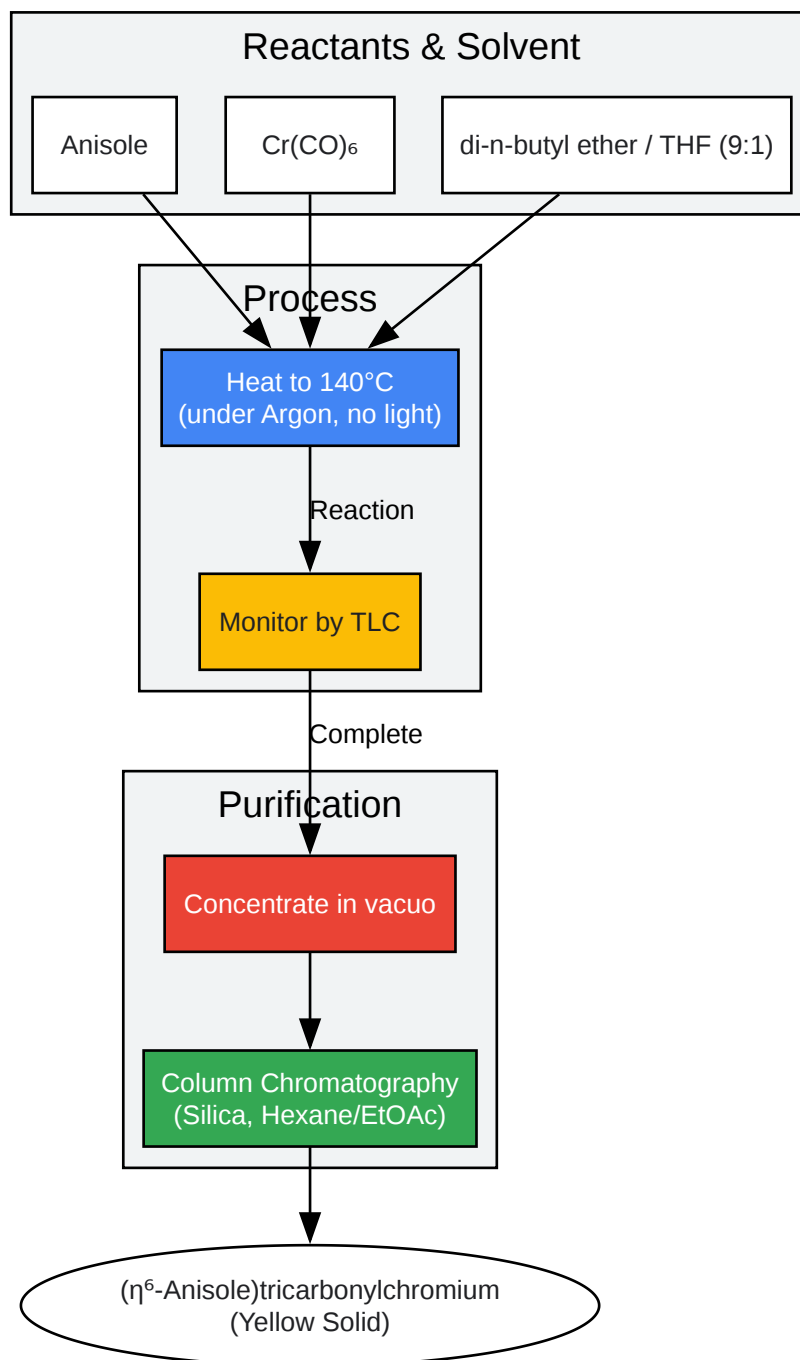 Reactants & Solvent
Anisole
Cr(CO)₆
di-n-butyl ether / THF (9:1)
Process
Heat to 140°C
(under Argon, no light)
Reaction
Monitor by TLC
Complete
Purification
Concentrate in vacuo
Column Chromatography
(Silica, Hexane/EtOAc)
(η⁶-Anisole)tricarbonylchromium
(Yellow Solid)